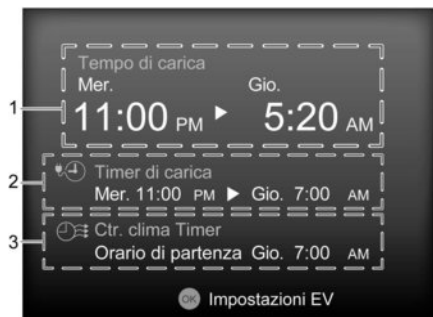 Tempo di carica
Mer. Gio.
1 11:00 PM ▶ 5:20 AM
2 Timer di carica
Mer. 11:00 PM ▶ Gio. 7:00 AM
3 Ctr. clima Timer
Orario di partenza Gio. 7:00 AM
OK Impostazioni EV